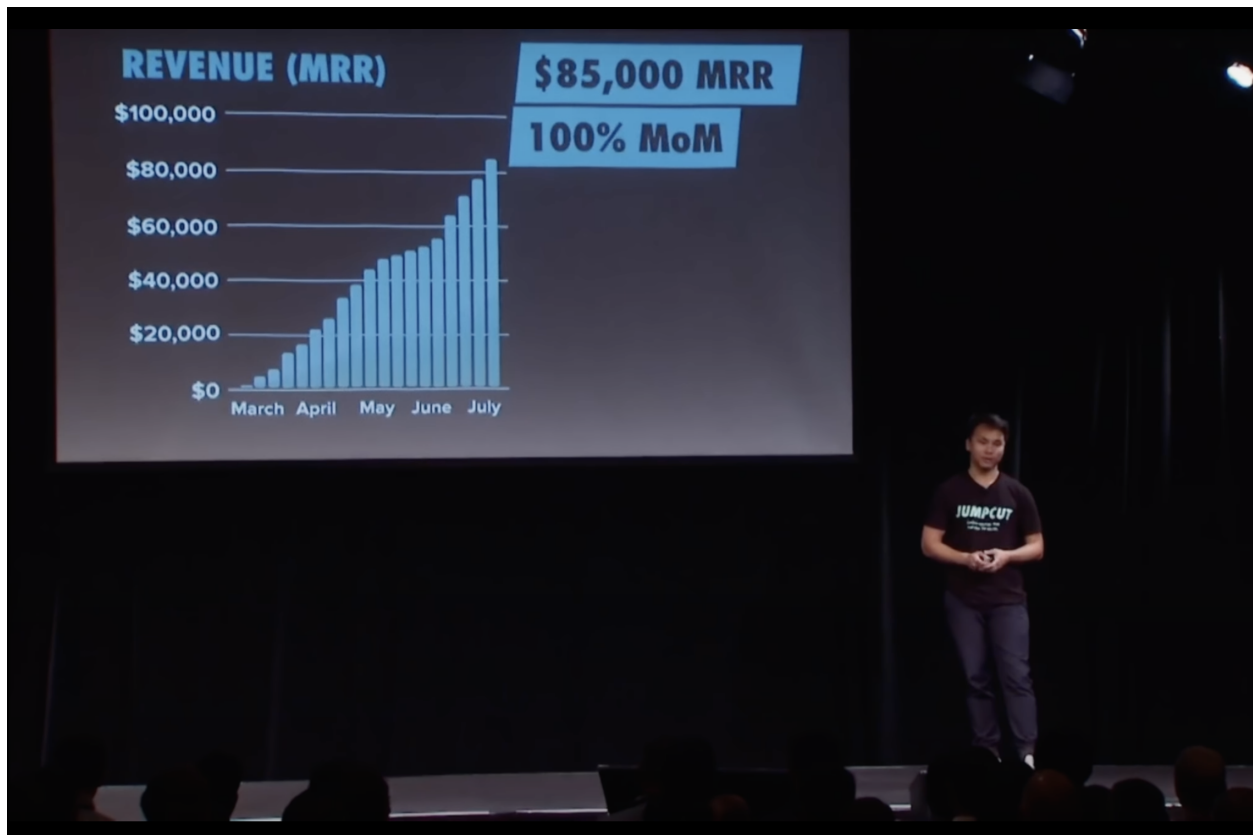 REVENUE (MRR)
$85,000 MRR
100% MoM
$100,000
$80,000
$60,000
$40,000
$20,000
$0
March April May June July
JUMPCUT